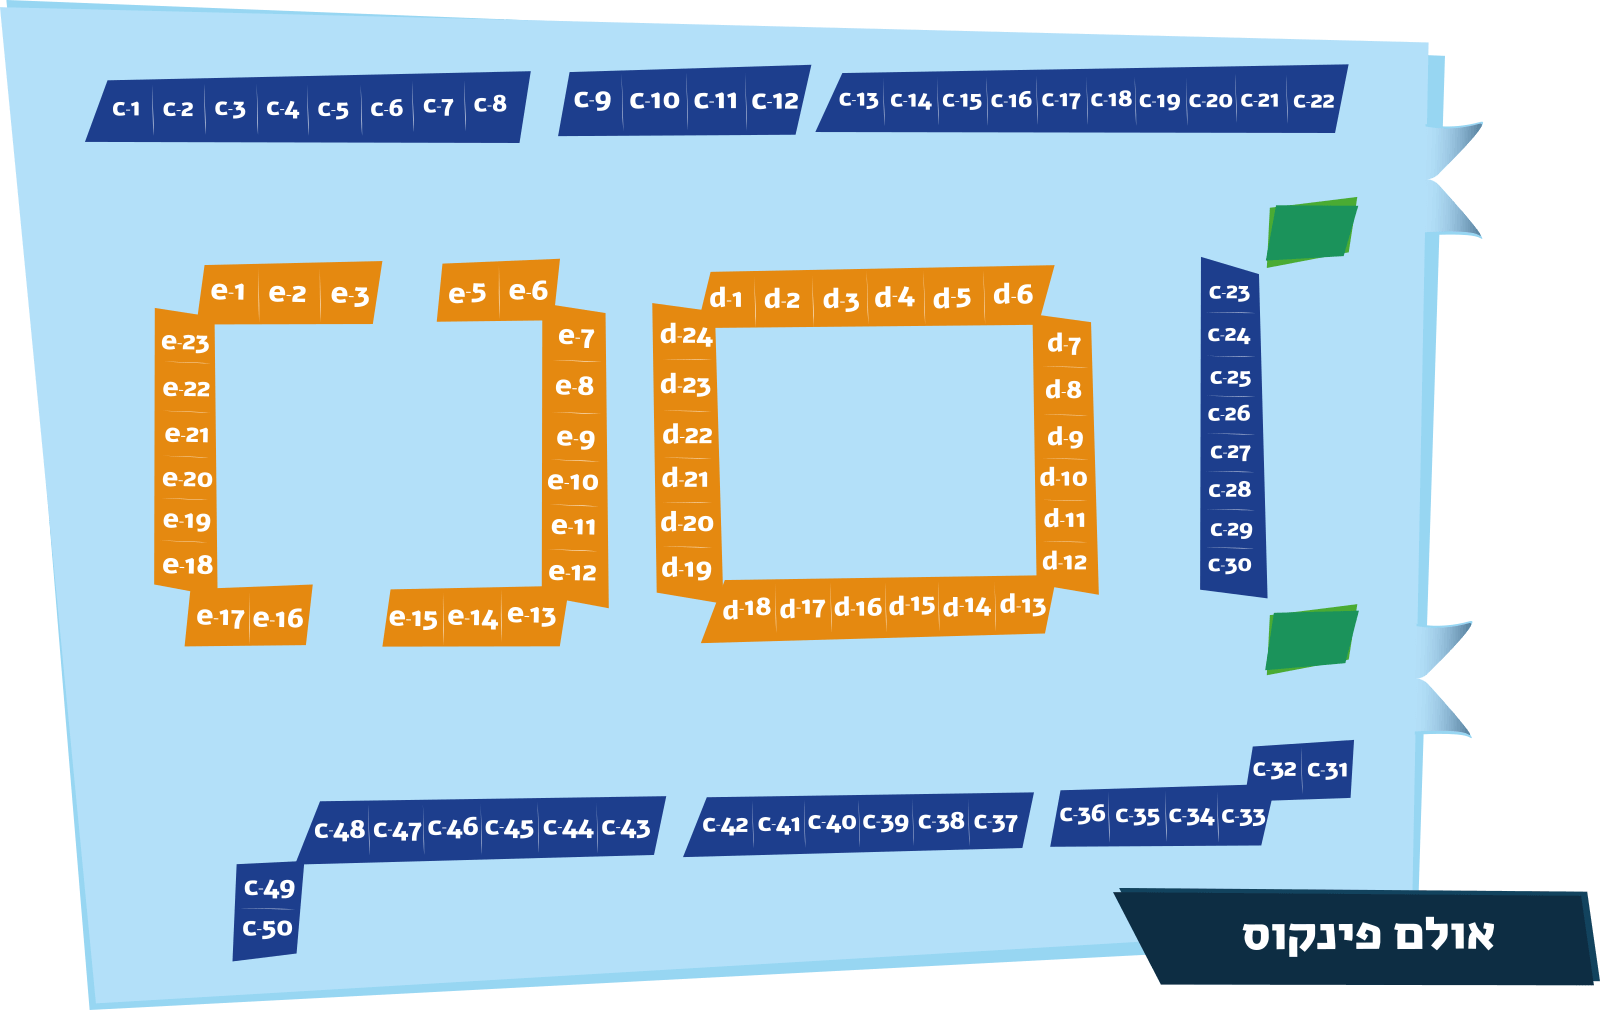 c-1 c-2 c-3 c-4 c-5 c-6 c-7 c-8
c-9 c-10 c-11 c-12
c-13 c-14 c-15 c-16 c-17 c-18 c-19 c-20 c-21 c-22
e-1 e-2 e-3
e-5 e-6
e-7
e-8
e-9
e-10
e-11
e-12
e-15 e-14 e-13
e-17 e-16
e-23
e-22
e-21
e-20
e-19
e-18
d-1 d-2 d-3 d-4 d-5 d-6
d-7
d-8
d-9
d-10
d-11
d-12
d-18 d-17 d-16 d-15 d-14 d-13
d-24
d-23
d-22
d-21
d-20
d-19
c-23
c-24
c-25
c-26
c-27
c-28
c-29
c-30
c-32 c-31
c-36 c-35 c-34 c-33
c-42 c-41 c-40 c-39 c-38 c-37
c-48 c-47 c-46 c-45 c-44 c-43
c-49
c-50
אולם פינקוס